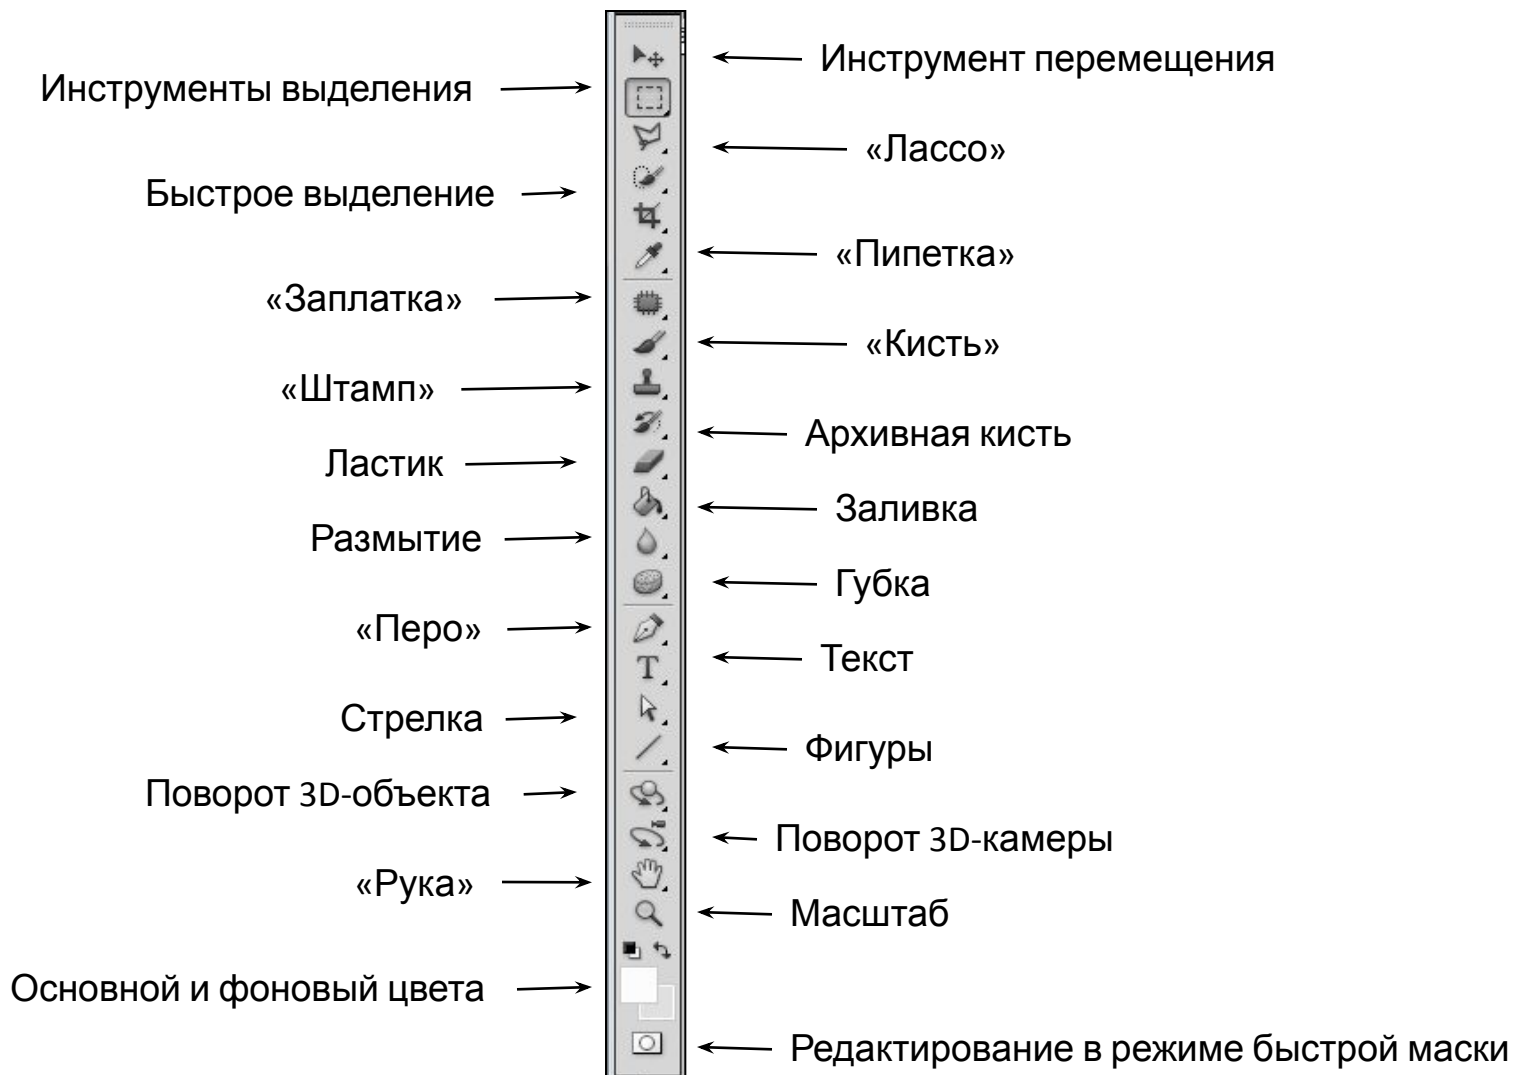 Инструмент перемещения
Инструменты выделения
«Лассо»
Быстрое выделение
«Пипетка»
«Заплатка»
«Кисть»
«Штамп»
Архивная кисть
Ластик
Заливка
Размытие
Губка
«Перо»
Текст
Стрелка
Фигуры
Поворот 3D-объекта
Поворот 3D-камеры
«Рука»
Масштаб
Основной и фоновый цвета
Редактирование в режиме быстрой маски